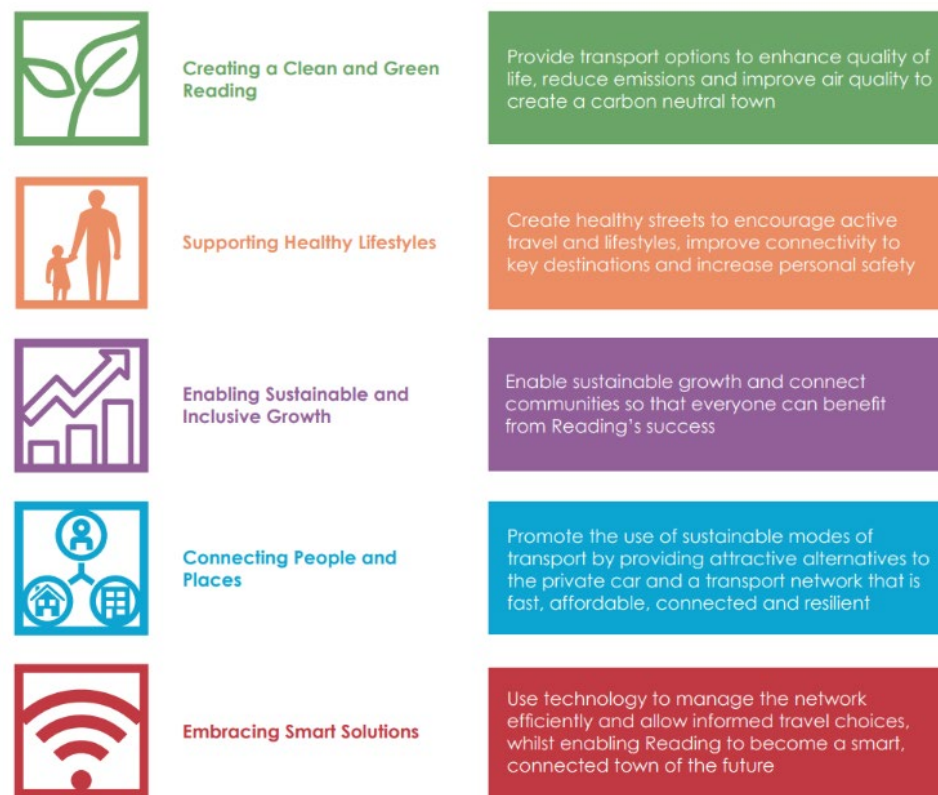 Creating a Clean and Green
Reading
Provide transport options to enhance quality of
life, reduce emissions and improve air quality to
create a carbon neutral town
Supporting Healthy Lifestyles
Create healthy streets to encourage active
travel and lifestyles, improve connectivity to
key destinations and increase personal safety
Enabling Sustainable and
Inclusive Growth
Enable sustainable growth and connect
communities so that everyone can benefit
from Reading’s success
Connecting People and
Places
Promote the use of sustainable modes of
transport by providing attractive alternatives to
the private car and a transport network that is
fast, affordable, connected and resilient
Embracing Smart Solutions
Use technology to manage the network
efficiently and allow informed travel choices,
whilst enabling Reading to become a smart,
connected town of the future